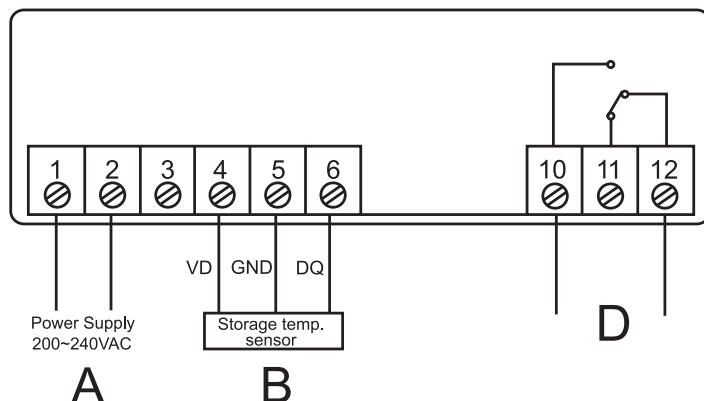 1 2 3 4 5 6 10 11 12
VD GND DQ
Power Supply
200~240VAC
Storage temp.
sensor
A B D